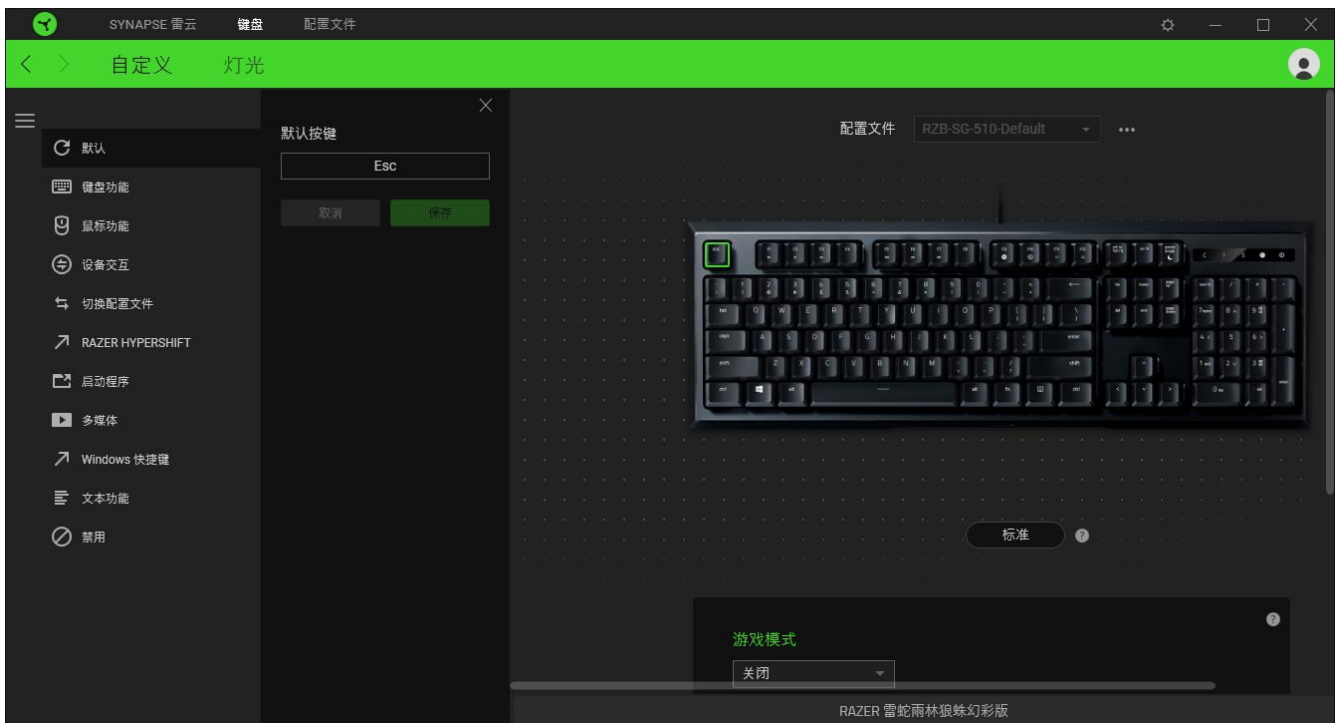 SYNAPSE 雷云 键盘 配置文件
自定义 灯光
默认
键盘功能
鼠标功能
设备交互
切换配置文件
RAZER HYPERSHIFT
启动程序
多媒体
Windows 快捷键
文本功能
禁用
默认按键
Esc
取消 保存
配置文件 RZB-SG-510-Default
标准
游戏模式
关闭
RAZER 雷蛇雨林狼蛛幻彩版